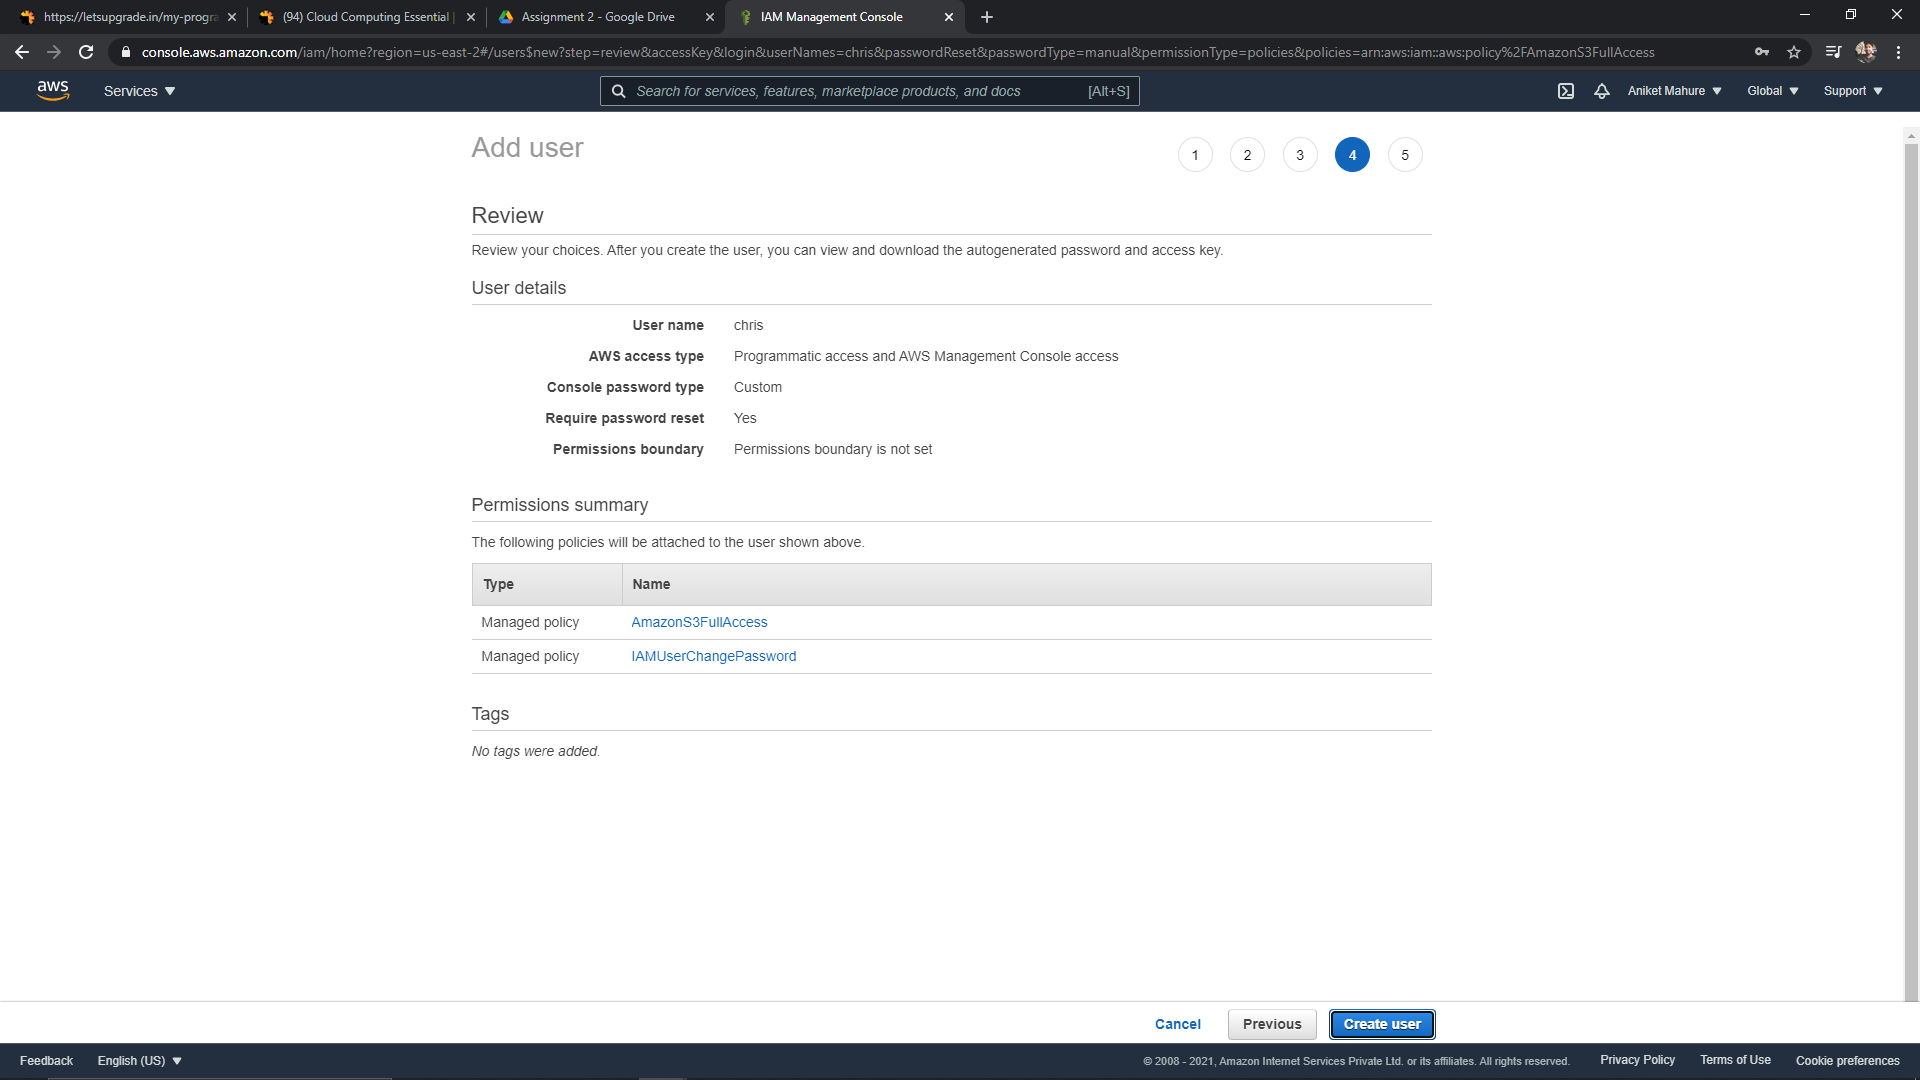 https://letsupgrade.in/my-progra
(94) Cloud Computing Essential |
Assignment 2 - Google Drive
IAM Management Console
console.aws.amazon.com/iam/home?region=us-east-2#/users$new?step=review&accessKey&login&userNames=chris&passwordReset&passwordType=manual&permissionType=policies&policies=arn:aws:iam::aws:policy%2FAmazonS3FullAccess
aws Services Search for services, features, marketplace products, and docs [Alt+S] Aniket Mahure Global Support
Add user
1 2 3 4 5
Review
Review your choices. After you create the user, you can view and download the autogenerated password and access key.
User details
User name chris
AWS access type Programmatic access and AWS Management Console access
Console password type Custom
Require password reset Yes
Permissions boundary Permissions boundary is not set
Permissions summary
The following policies will be attached to the user shown above.
Type Name
Managed policy AmazonS3FullAccess
Managed policy IAMUserChangePassword
Tags
No tags were added.
Cancel Previous Create user
Feedback English (US) © 2008 - 2021, Amazon Internet Services Private Ltd. or its affiliates. All rights reserved. Privacy Policy Terms of Use Cookie preferences